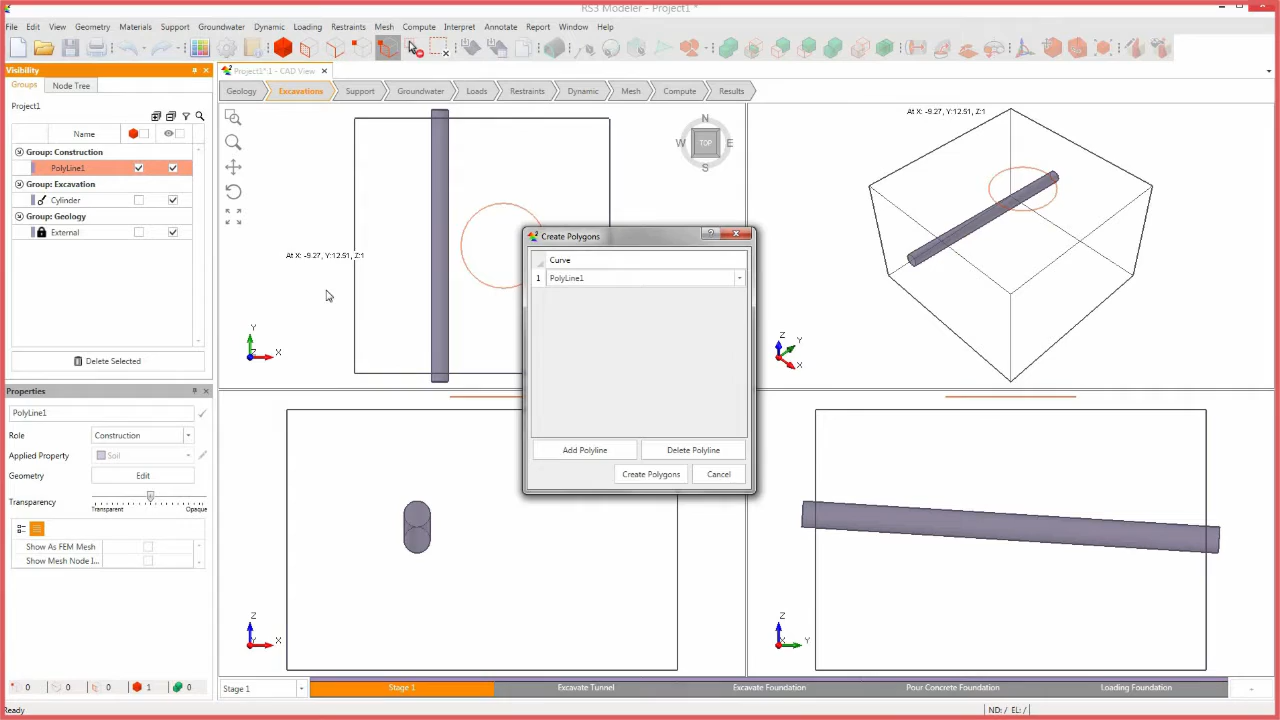 RS3 Modeler - Project1 *
File Edit View Geometry Materials Support Groundwater Dynamic Loading Restraints Mesh Compute Interpret Annotate Report Window Help
Visibility
Project1*:1 - CAD View
Groups Node Tree
Geology Excavations Support Groundwater Loads Restraints Dynamic Mesh Compute Results
Project1
Name
Group: Construction
PolyLine1
Group: Excavation
Cylinder
Group: Geology
External
Delete Selected
N
W TOP E
S
At X: -9.27, Y:12.51, Z:1
At X: -9.27, Y:12.51, Z:1
Y
Z X
Z
Y
X
Create Polygons
Curve
1 PolyLine1
Add Polyline Delete Polyline
Create Polygons Cancel
Properties
PolyLine1
Role Construction
Applied Property Soil
Geometry Edit
Transparency
Transparent Opaque
Show As FEM Mesh
Show Mesh Node I...
Z
Y X
Z
X Y
0 0 0 1 0
Stage 1
Stage 1 Excavate Tunnel Excavate Foundation Pour Concrete Foundation Loading Foundation
Ready
ND: / EL: /